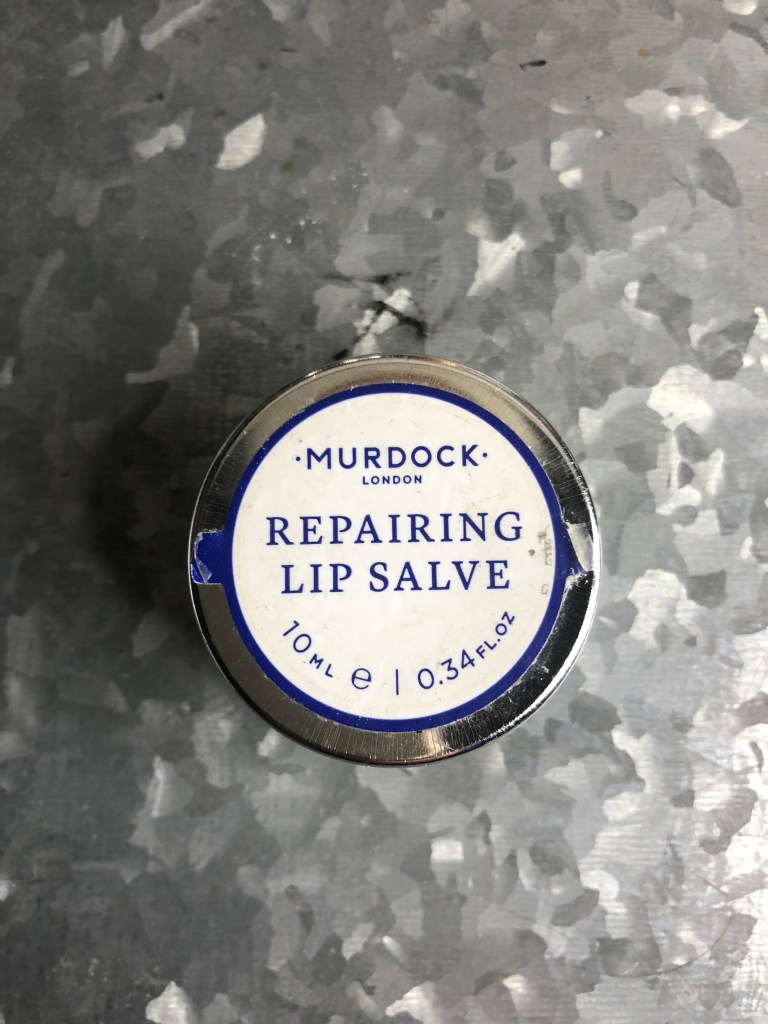 ·MURDOCK·
LONDON
REPAIRING
LIP SALVE
10ML ℮ | 0.34FL.OZ